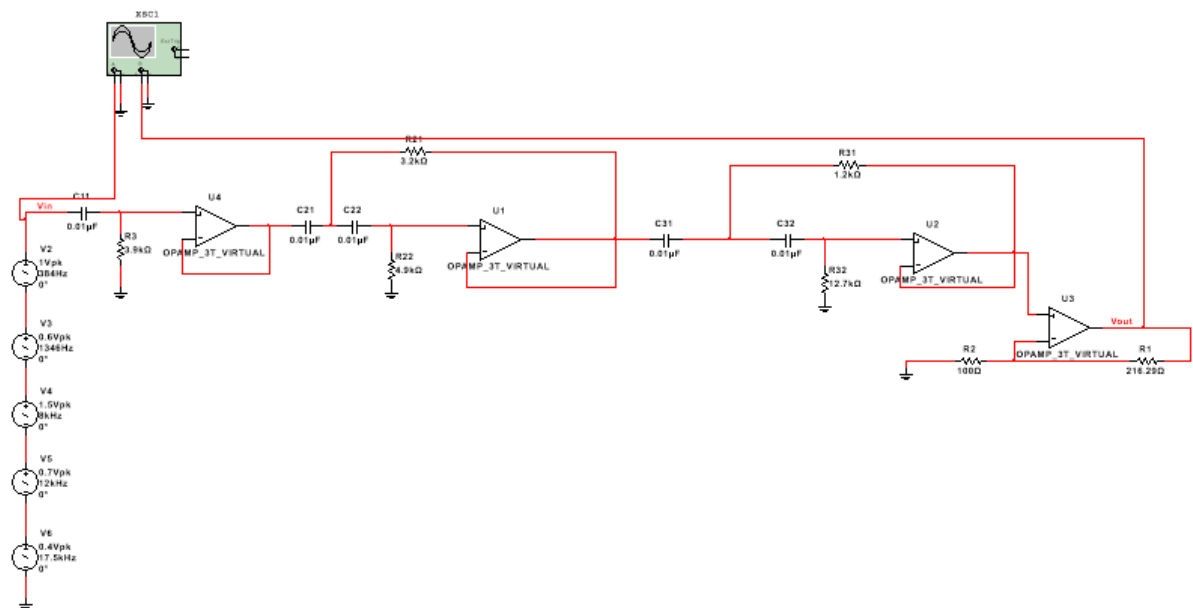 XSC1
Ext Trig
A
B
R21
3.2kΩ
R31
1.2kΩ
Vin
C11
0.01µF
U4
OPAMP_3T_VIRTUAL
R3
3.9kΩ
C21
0.01µF
C22
0.01µF
U1
OPAMP_3T_VIRTUAL
R22
4.9kΩ
C31
0.01µF
C32
0.01µF
U2
OPAMP_3T_VIRTUAL
R32
12.7kΩ
V2
1Vpk
384Hz
0°
U3
OPAMP_3T_VIRTUAL
Vout
R2
100Ω
R1
216.29Ω
V3
0.6Vpk
1346Hz
0°
V4
1.5Vpk
8kHz
0°
V5
0.7Vpk
12kHz
0°
V6
0.4Vpk
17.5kHz
0°